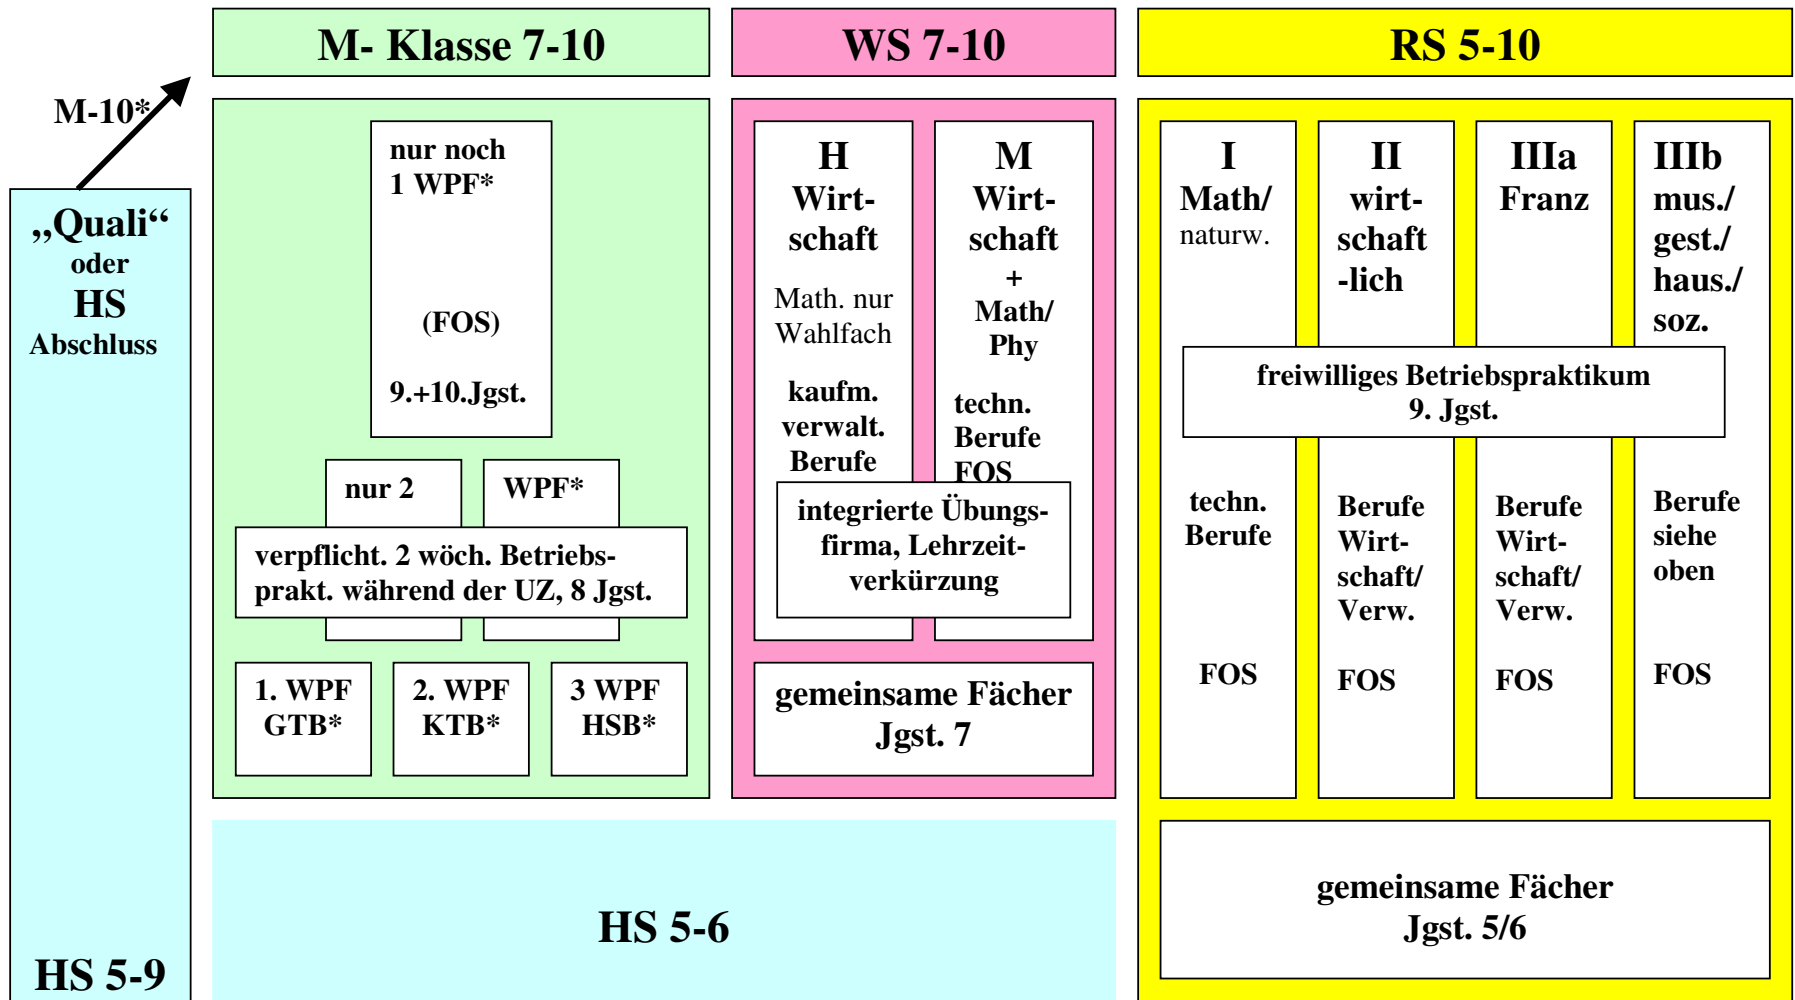 M- Klasse 7-10
WS 7-10
RS 5-10
M-10*
„Quali“
oder
HS
Abschluss
HS 5-9
nur noch
1 WPF*
(FOS)
9.+10.Jgst.
nur 2
WPF*
verpflicht. 2 wöch. Betriebs-
prakt. während der UZ, 8 Jgst.
1. WPF
GTB*
2. WPF
KTB*
3 WPF
HSB*
H
Wirt-
schaft
Math. nur
Wahlfach
kaufm.
verwalt.
Berufe
M
Wirt-
schaft
+
Math/
Phy
techn.
Berufe
FOS
integrierte Übungs-
firma, Lehrzeit-
verkürzung
gemeinsame Fächer
Jgst. 7
HS 5-6
I
Math/
naturw.
techn.
Berufe
FOS
II
wirt-
schaft
-lich
Berufe
Wirt-
schaft/
Verw.
FOS
IIIa
Franz
Berufe
Wirt-
schaft/
Verw.
FOS
IIIb
mus./
gest./
haus./
soz.
Berufe
siehe
oben
FOS
freiwilliges Betriebspraktikum
9. Jgst.
gemeinsame Fächer
Jgst. 5/6